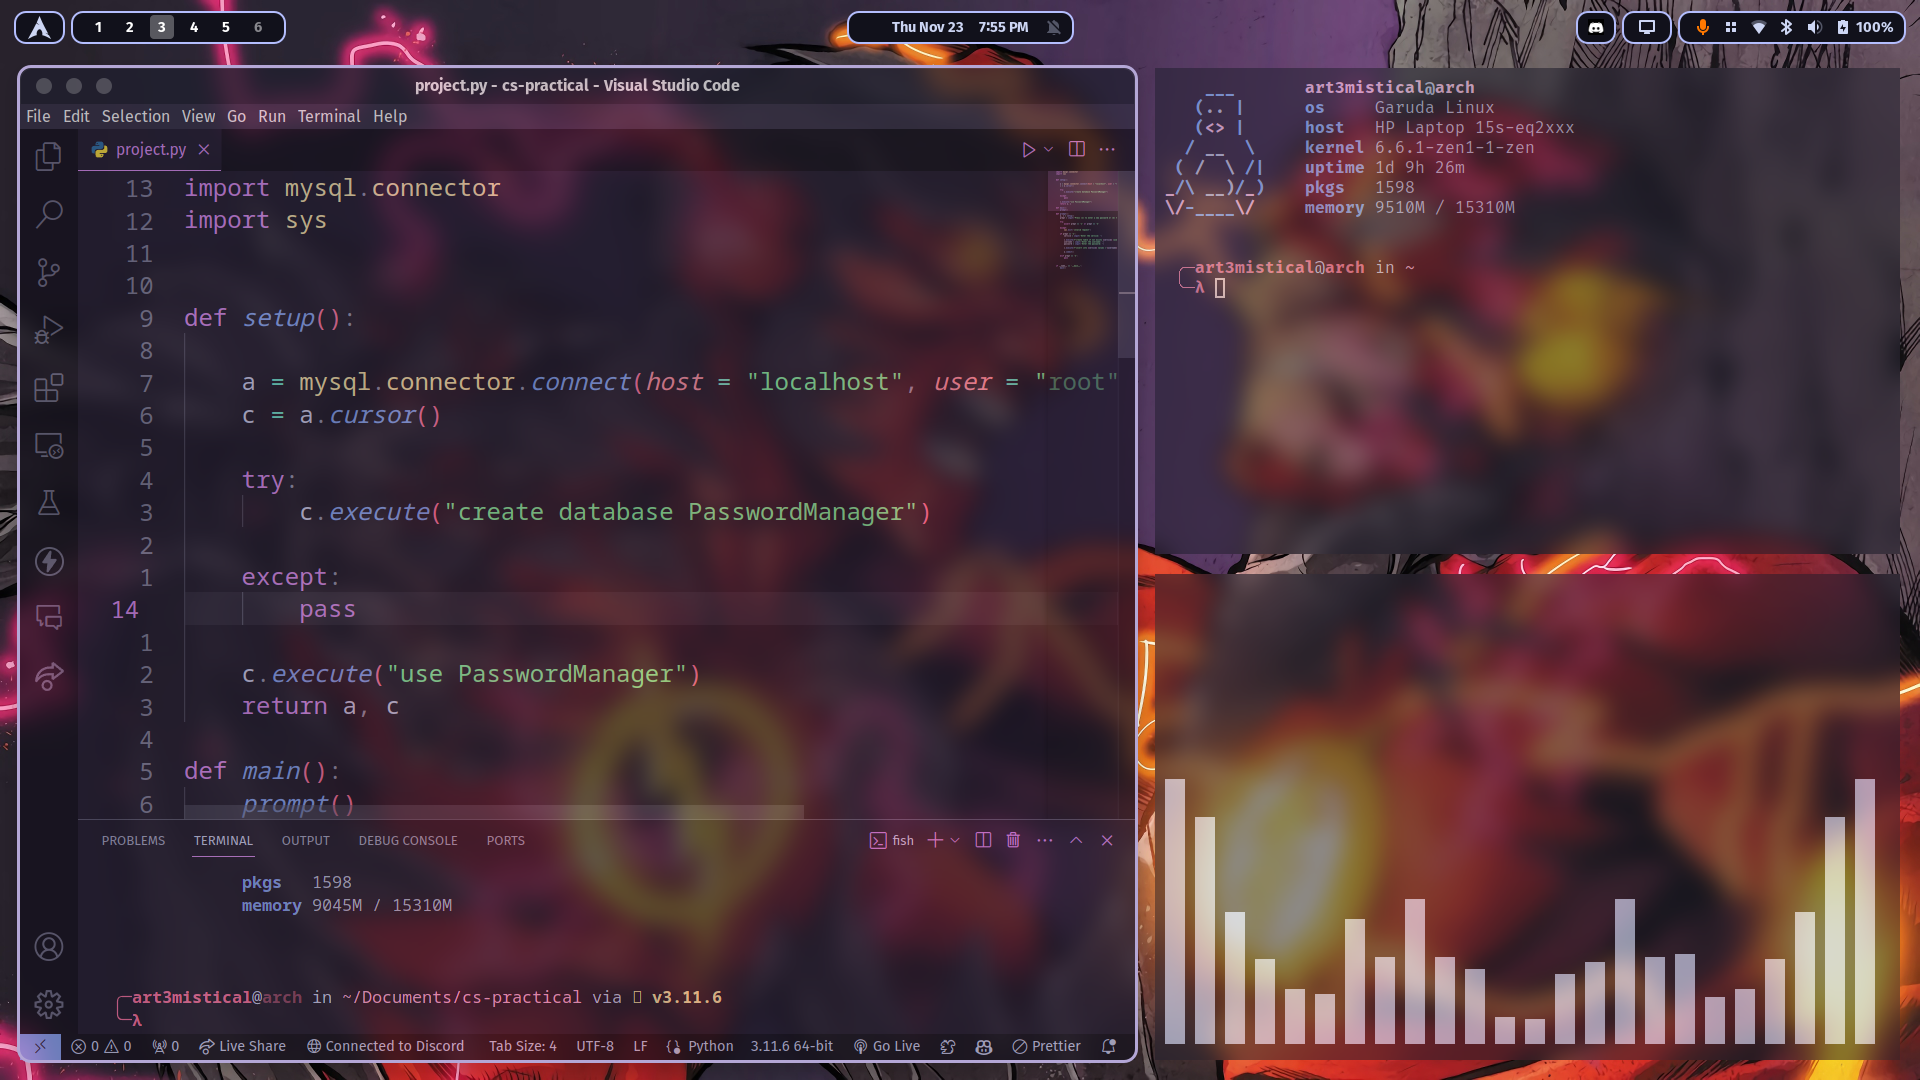 1 2 3 4 5 6
Thu Nov 23 7:55 PM
100%
project.py - cs-practical - Visual Studio Code
File Edit Selection View Go Run Terminal Help
project.py
13 import mysql.connector
12 import sys
11
10
9 def setup():
8
7 a = mysql.connector.connect(host = "localhost", user = "root"
6 c = a.cursor()
5
4 try:
3 c.execute("create database PasswordManager")
2
1 except:
14 pass
1
2 c.execute("use PasswordManager")
3 return a, c
4
5 def main():
6 prompt()
PROBLEMS TERMINAL OUTPUT DEBUG CONSOLE PORTS
fish
pkgs 1598
memory 9045M / 15310M
art3mistical@arch in ~/Documents/cs-practical via v3.11.6
λ
0 0 0 Live Share Connected to Discord Tab Size: 4 UTF-8 LF Python 3.11.6 64-bit Go Live Prettier
art3mistical@arch
os Garuda Linux
host HP Laptop 15s-eq2xxx
kernel 6.6.1-zen1-1-zen
uptime 1d 9h 26m
pkgs 1598
memory 9510M / 15310M
art3mistical@arch in ~
λ